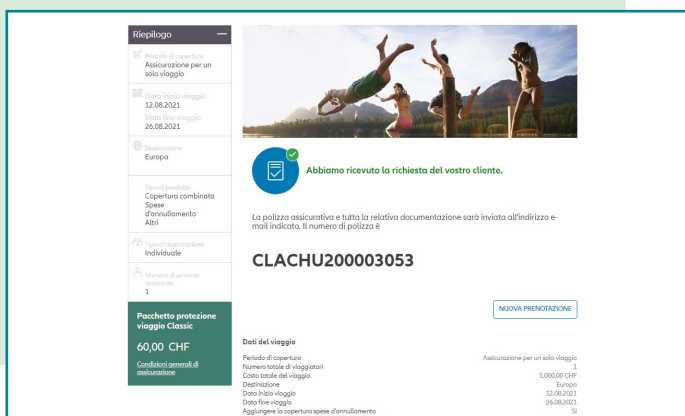 Riepilogo
Periodo di copertura
Assicurazione per un
solo viaggio
Data inizio viaggio
12.08.2021
Data fine viaggio
26.08.2021
Destinazione
Europa
Tipo di prodotto
Copertura combinata
Spese
d'annullamento
Altri
Tipo di assicurazione
Individuale
Numero di persone
assicurate
1
Pacchetto protezione
viaggio Classic
60,00 CHF
Condizioni generali di
assicurazione
Abbiamo ricevuto la richiesta del vostro cliente.
La polizza assicurativa e tutta la relativa documentazione sarà inviata all'indirizzo e-
mail indicato. Il numero di polizza è
CLACHU200003053
NUOVA PRENOTAZIONE
Dati del viaggio
Periodo di copertura Assicurazione per un solo viaggio
Numero totale di viaggiatori 1
Costo totale del viaggio 1.000,00 CHF
Destinazione Europa
Data inizio viaggio 12.08.2021
Data fine viaggio 26.08.2021
Aggiungere la copertura spese d'annullamento Sì